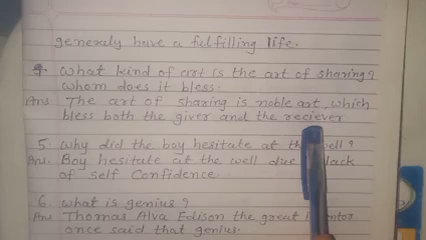 generely have a fulfilling life.
4. What kind of art is the art of sharing?
whom does it bless.
Ans The art of sharing is noble art, which
bless both the giver and the reciever
5. Why did the boy hesitate at the well ?
Ans. Boy hesitate at the well due lack
of self Confidence
6 what is genius ?
Ans Thomas Alva Edison the great
once said that genius.